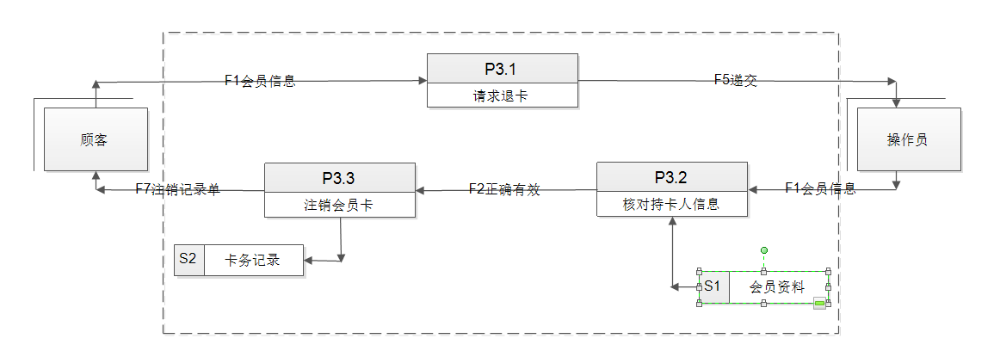 P3.1
F1会员信息
F5递交
请求退卡
顾客
操作员
P3.3
P3.2
F7注销记录单
F2正确有效
F1会员信息
注销会员卡
核对持卡人信息
S2
卡务记录
S1
会员资料